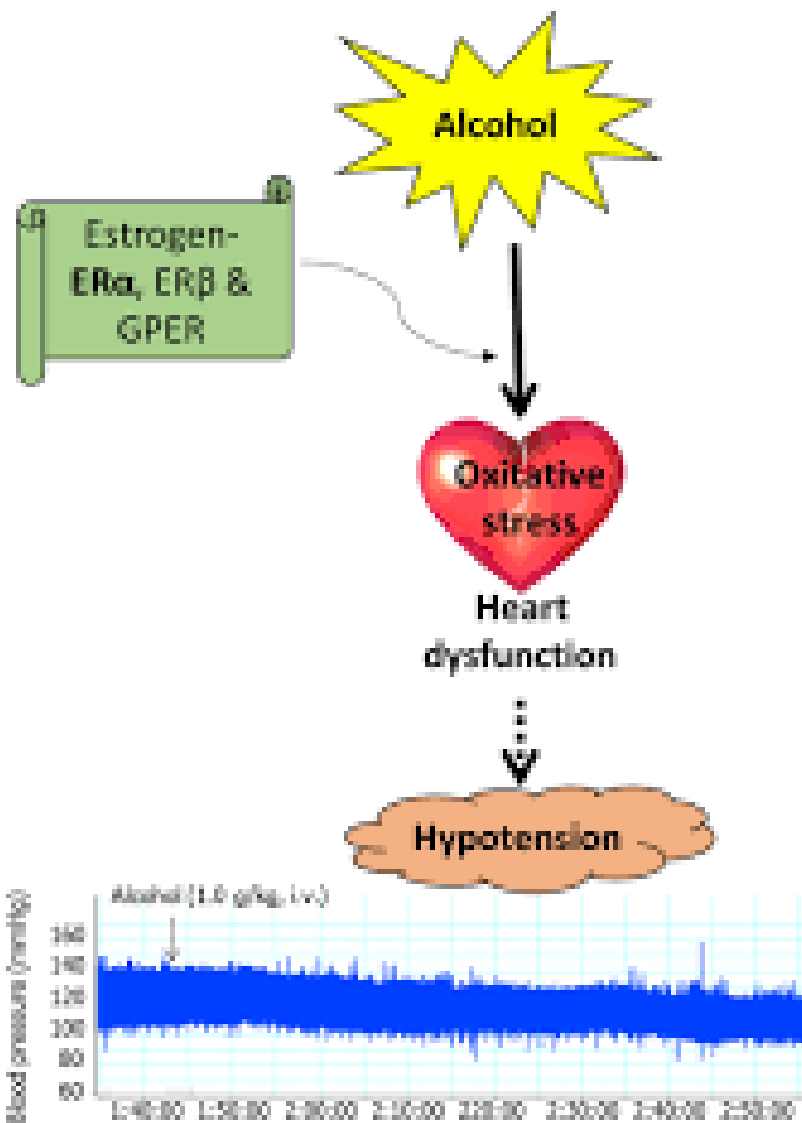 Alcohol
Estrogen-
ERα, ERβ &
GPER
Oxitative
stress
Heart
dysfunction
Hypotension
Alcohol (1.0 g/kg, i.v.)
Blood pressure (mmHg)
160
140
120
100
80
60
1:40:00 1:50:00 2:00:00 2:10:00 2:20:00 2:30:00 2:40:00 2:50:00